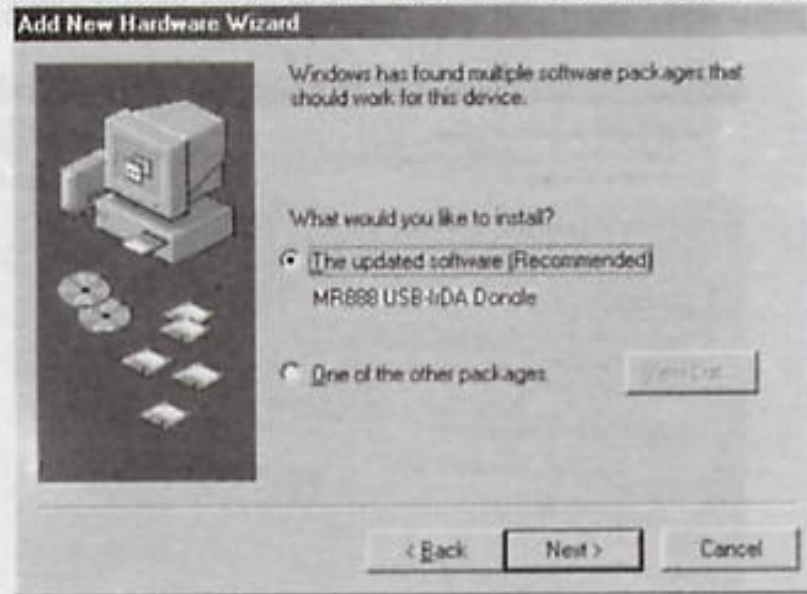 Add New Hardware Wizard
Windows has found multiple software packages that
should work for this device.
What would you like to install?
The updated software (Recommended)
MR888 USB-IrDA Dongle
One of the other packages
View List...
< Back
Next >
Cancel